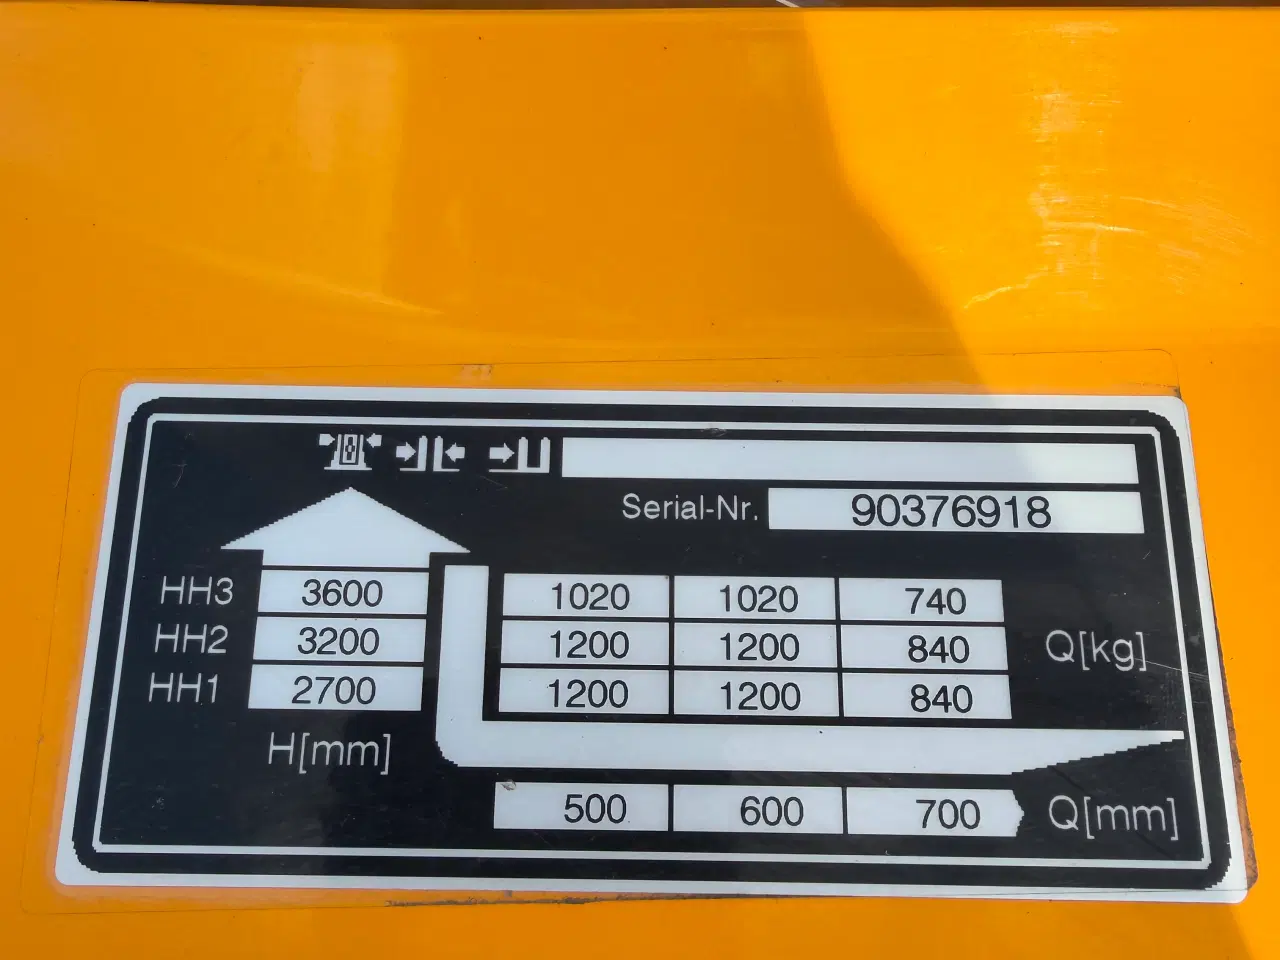 Serial-Nr. 90376918
HH3 3600 1020 1020 740
HH2 3200 1200 1200 840 Q[kg]
HH1 2700 1200 1200 840
H[mm]
500 600 700 Q[mm]